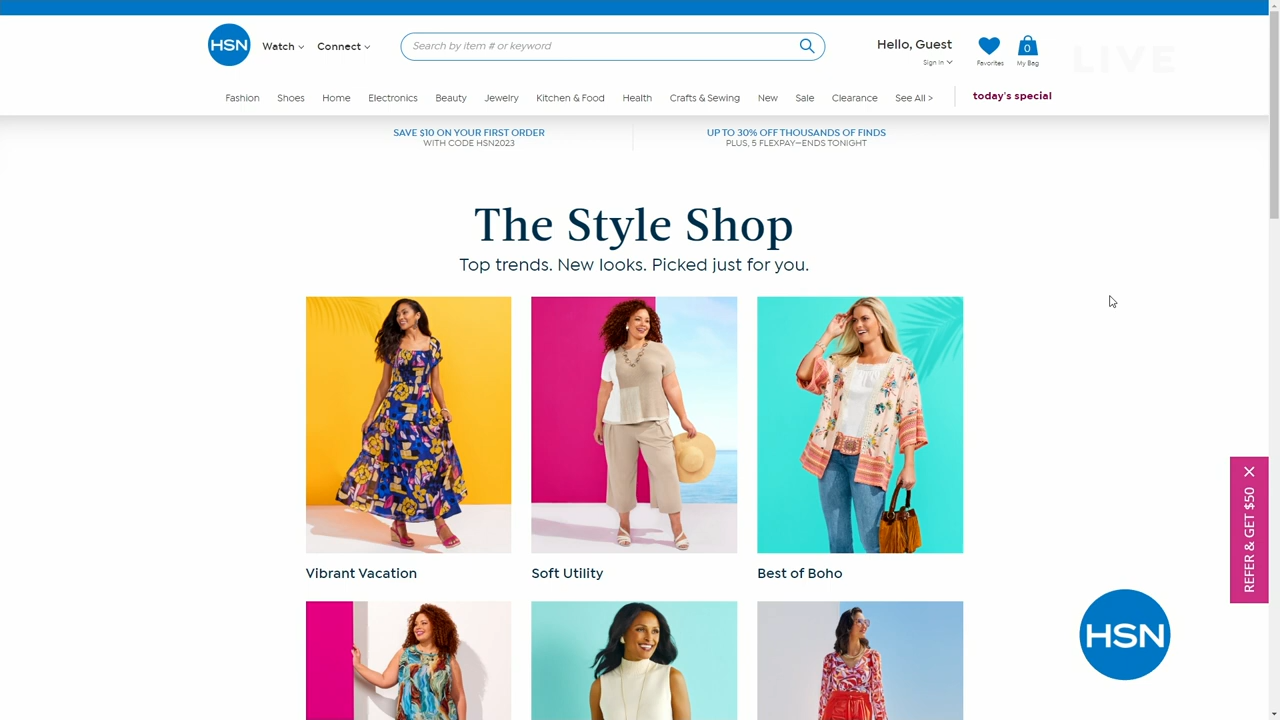 HSN
Watch
Connect
Search by item # or keyword
Hello, Guest
Sign In
Favorites
0
My Bag
LIVE
Fashion
Shoes
Home
Electronics
Beauty
Jewelry
Kitchen & Food
Health
Crafts & Sewing
New
Sale
Clearance
See All >
today's special
SAVE $10 ON YOUR FIRST ORDER
WITH CODE HSN2023
UP TO 30% OFF THOUSANDS OF FINDS
PLUS, 5 FLEXPAY—ENDS TONIGHT
The Style Shop
Top trends. New looks. Picked just for you.
Vibrant Vacation
Soft Utility
Best of Boho
REFER & GET $50
HSN